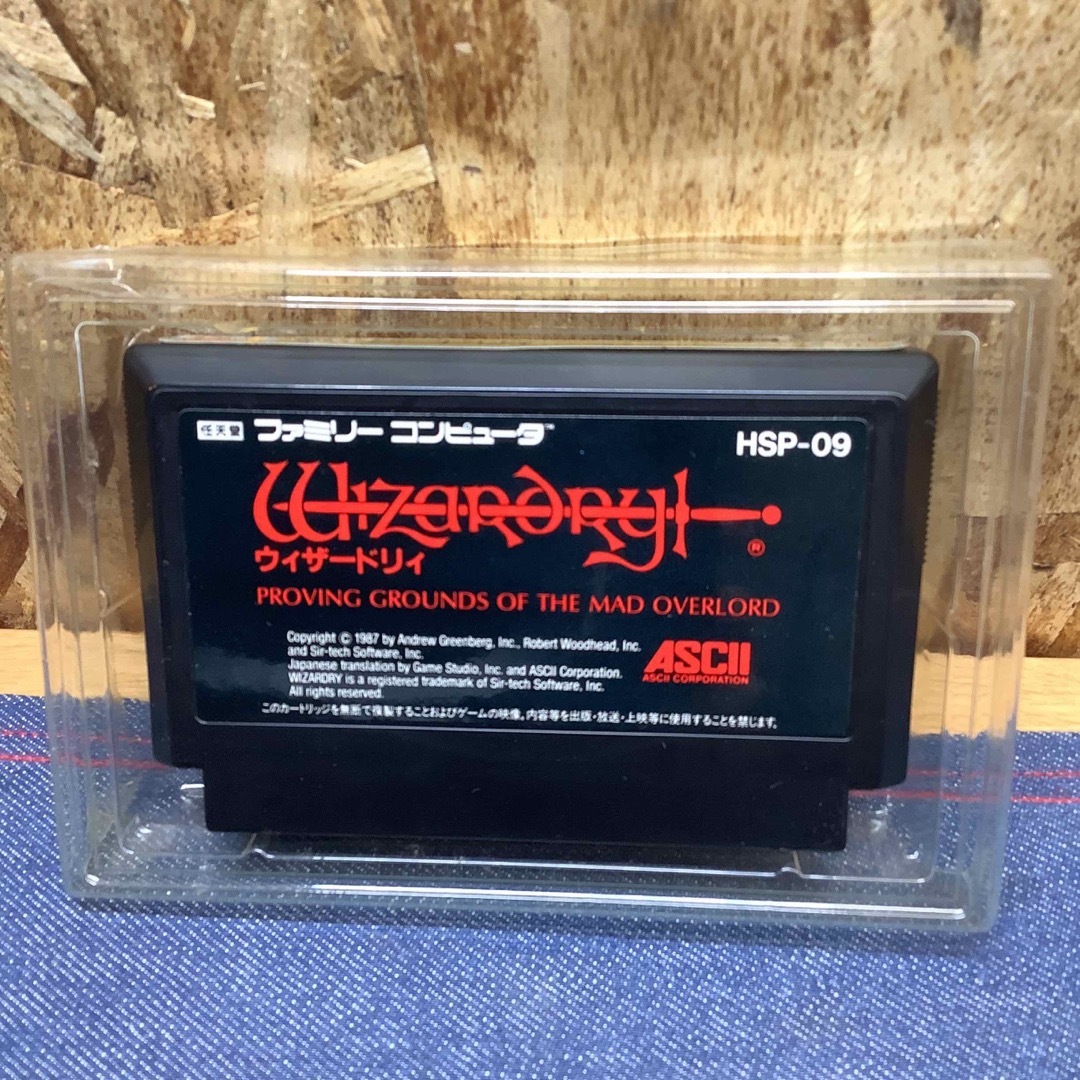 任天堂 ファミリー コンピュータ™ HSP-09
Wizardry ®
ウィザードリィ
PROVING GROUNDS OF THE MAD OVERLORD
Copyright © 1987 by Andrew Greenberg, Inc., Robert Woodhead, Inc.
and Sir-tech Software, Inc.
Japanese translation by Game Studio, Inc. and ASCII Corporation.
WIZARDRY is a registered trademark of Sir-tech Software, Inc.
All rights reserved.
ASCII
ASCII CORPORATION
このカートリッジを無断で複製することおよびゲームの映像、内容等を出版・放送・上映等に使用することを禁じます。